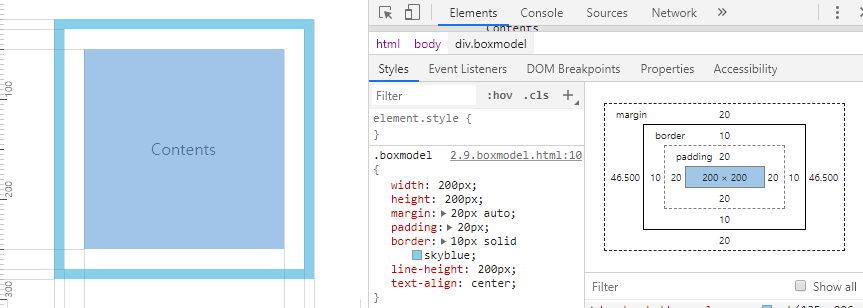 Elements Console Sources Network »
Contents
html body div.boxmodel
Styles Event Listeners DOM Breakpoints Properties Accessibility
Filter :hov .cls +
element.style {
}
.boxmodel 2.9.boxmodel.html:10
{
width: 200px;
height: 200px;
margin: 20px auto;
padding: 20px;
border: 10px solid
skyblue;
line-height: 200px;
text-align: center;
}
margin 20
border 10
padding 20
46.500 10 20 200 × 200 20 10 46.500
20
10
20
Filter Show all
100
Contents
200
300